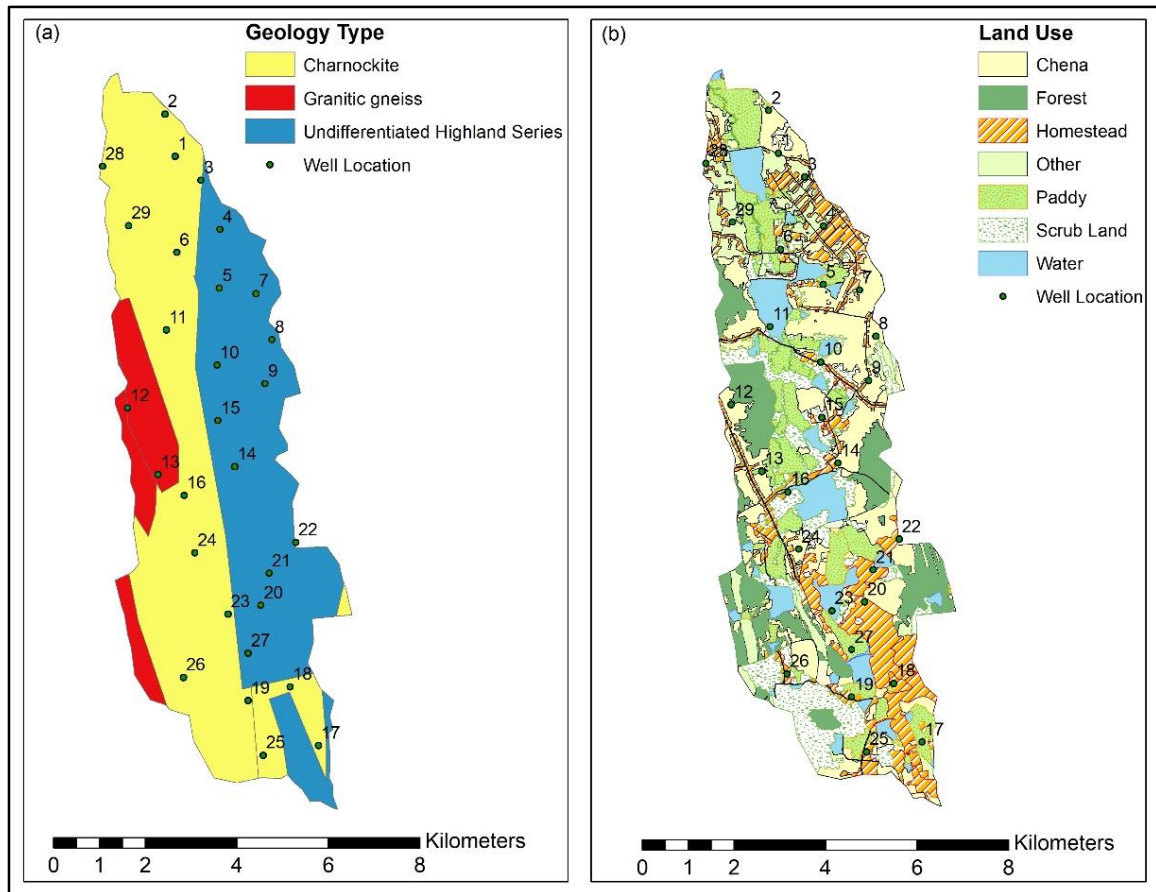 (a)
Geology Type
Charnockite
Granitic gneiss
Undifferentiated Highland Series
Well Location
2
1
28
3
29
4
6
5
7
11
8
10
9
12
15
14
13
16
22
24
21
20
23
27
26
18
19
17
25
Kilometers
0 1 2 4 6 8
(b)
Land Use
Chena
Forest
Homestead
Other
Paddy
Scrub Land
Water
Well Location
2
1
28
3
29
4
6
5
7
11
8
10
9
12
15
14
13
16
22
24
21
20
23
27
26
18
19
17
25
Kilometers
0 1 2 4 6 8